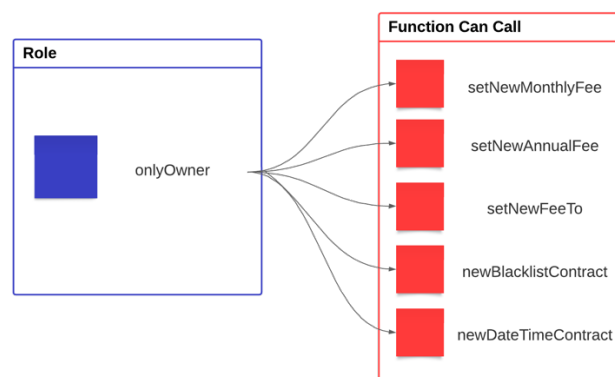 Role
onlyOwner
Function Can Call
setNewMonthlyFee
setNewAnnualFee
setNewFeeTo
newBlacklistContract
newDateTimeContract